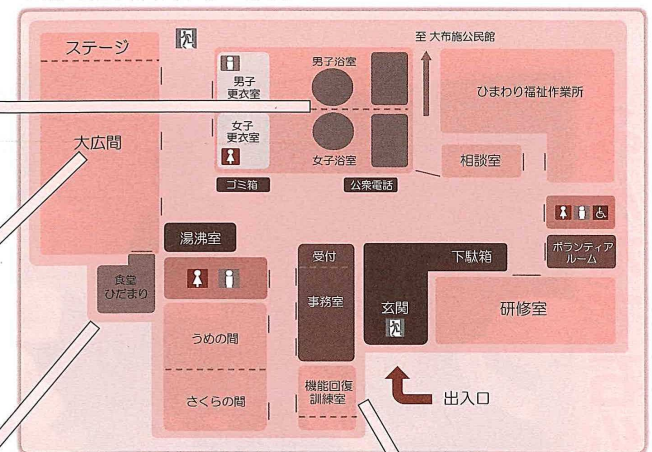 ステージ
大広間
男子
更衣室
女子
更衣室
男子浴室
女子浴室
至 大布施公民館
ひまわり福祉作業所
相談室
ゴミ箱
公衆電話
湯沸室
食堂
ひだまり
うめの間
さくらの間
受付
事務室
機能回復
訓練室
下駄箱
玄関
ボランティア
ルーム
研修室
出入口